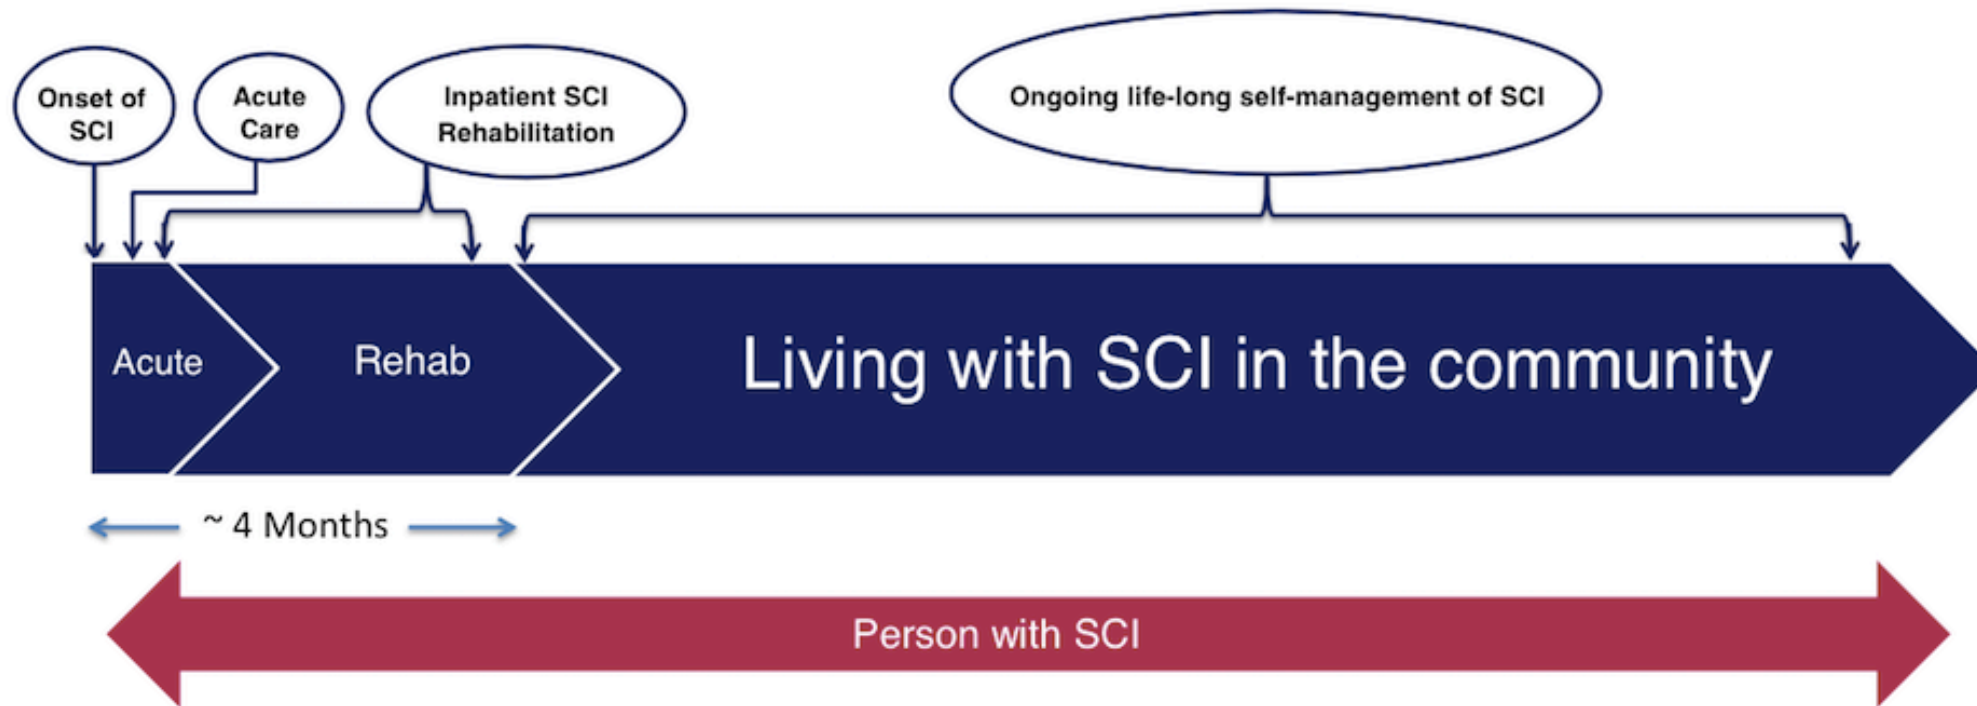 Onset of
SCI
Acute
Care
Inpatient SCI
Rehabilitation
Ongoing life-long self-management of SCI
Acute
Rehab
Living with SCI in the community
~ 4 Months
Person with SCI